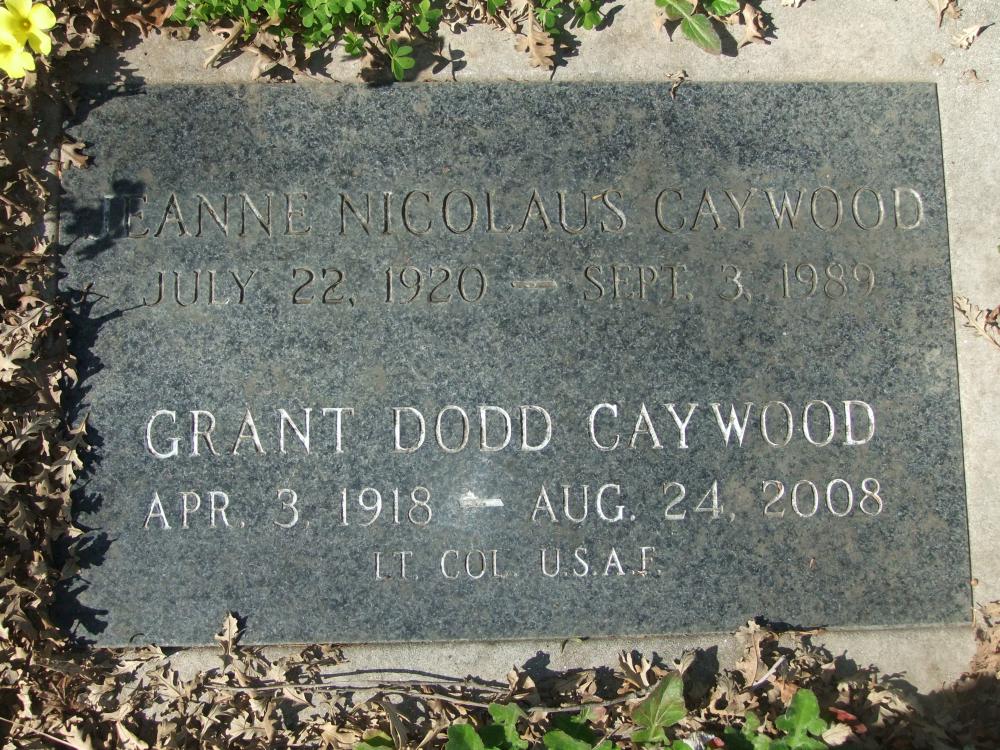 JEANNE NICOLAUS CAYWOOD
JULY 22, 1920 — SEPT. 3, 1989
GRANT DODD CAYWOOD
APR. 3, 1918 — AUG. 24, 2008
LT. COL. U.S.A.F.